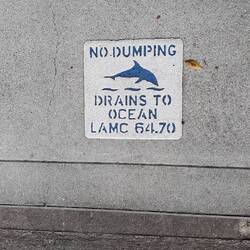 NO DUMPING
DRAINS TO
OCEAN
LAMC 64.70